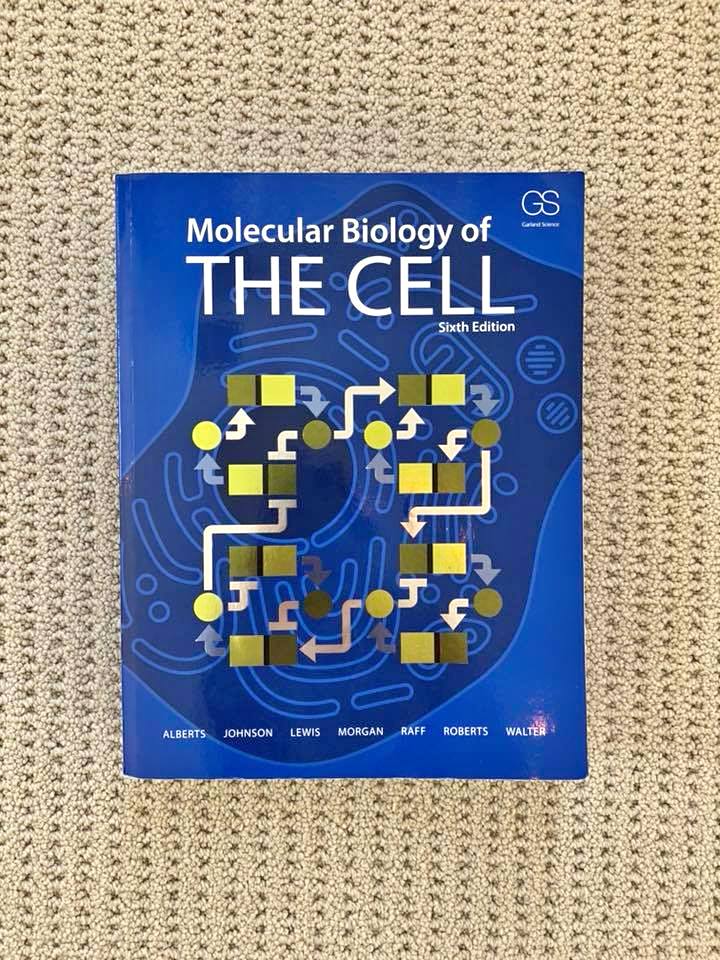 GS
Garland Science
Molecular Biology of
THE CELL
Sixth Edition
ALBERTS JOHNSON LEWIS MORGAN RAFF ROBERTS WALTER